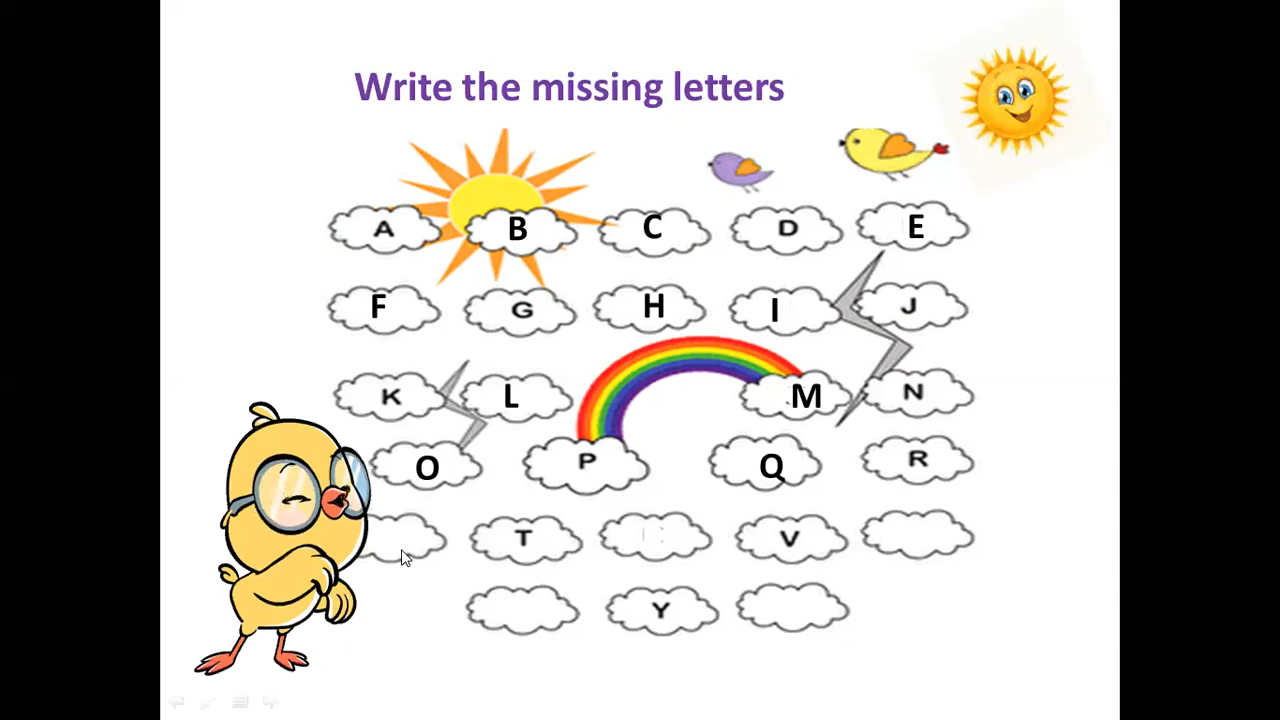 Write the missing letters
A B C D E
F G H I J
K L M N
O P Q R
T V
Y